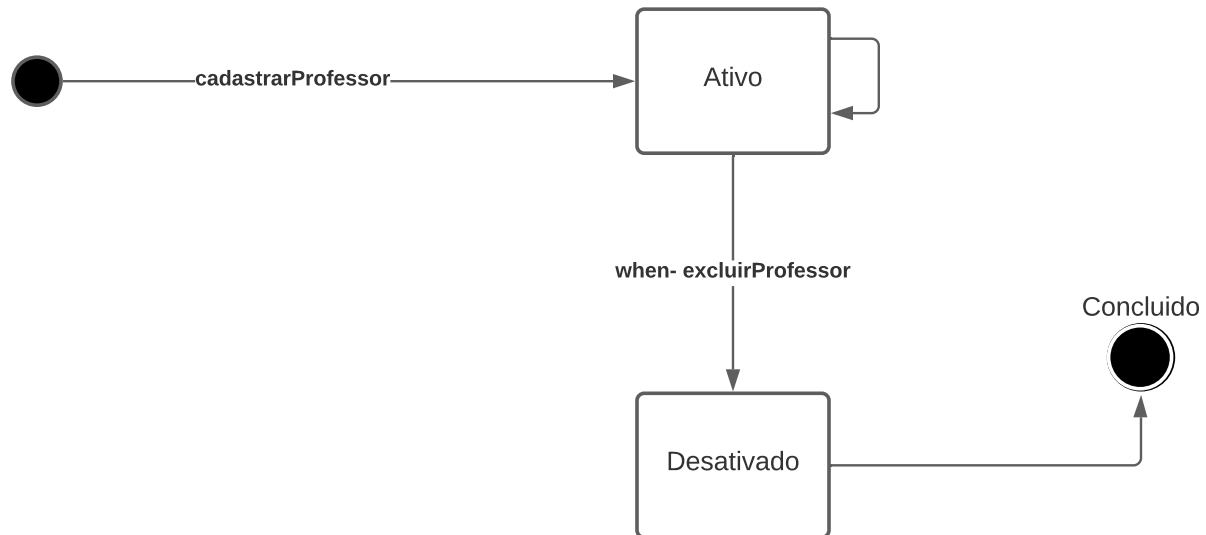 cadastrarProfessor
Ativo
when- excluirProfessor
Concluido
Desativado